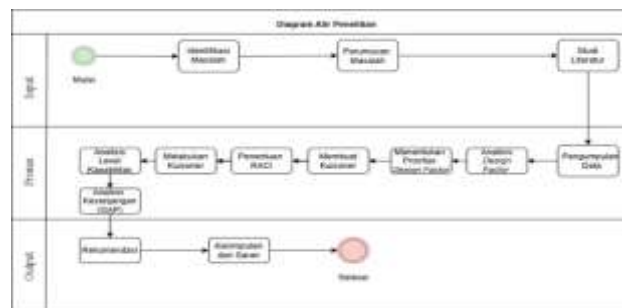 Diagram Alir Penelitian
Input
Mulai
Identifikasi
Masalah
Perumusan
Masalah
Studi
Literatur
Proses
Pengumpulan
Data
Analisis
Design
Factor
Menentukan
Prioritas
Design Factor
Membuat
Kuesioner
Penentuan
RACI
Melakukan
Kuesioner
Analisis
Level
Kapabilitas
Analisis
Kesenjangan
(GAP)
Output
Rekomendasi
Kesimpulan
dan Saran
Selesai